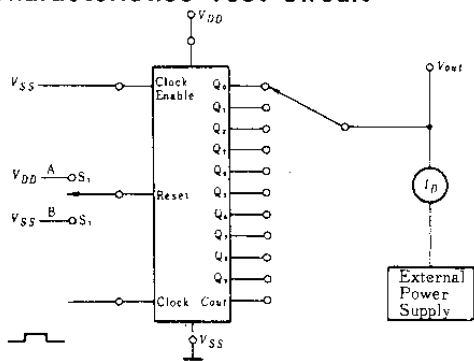 Characteristics Test Circuit
VDD
VSS
Clock Enable
Q0
Q1
Q2
Q3
Q4
Q5
Q6
Q7
Q8
Q9
Vout
VDD A S1
Reset
VSS B S1
ID
Clock
Cout
External
Power
Supply
VSS